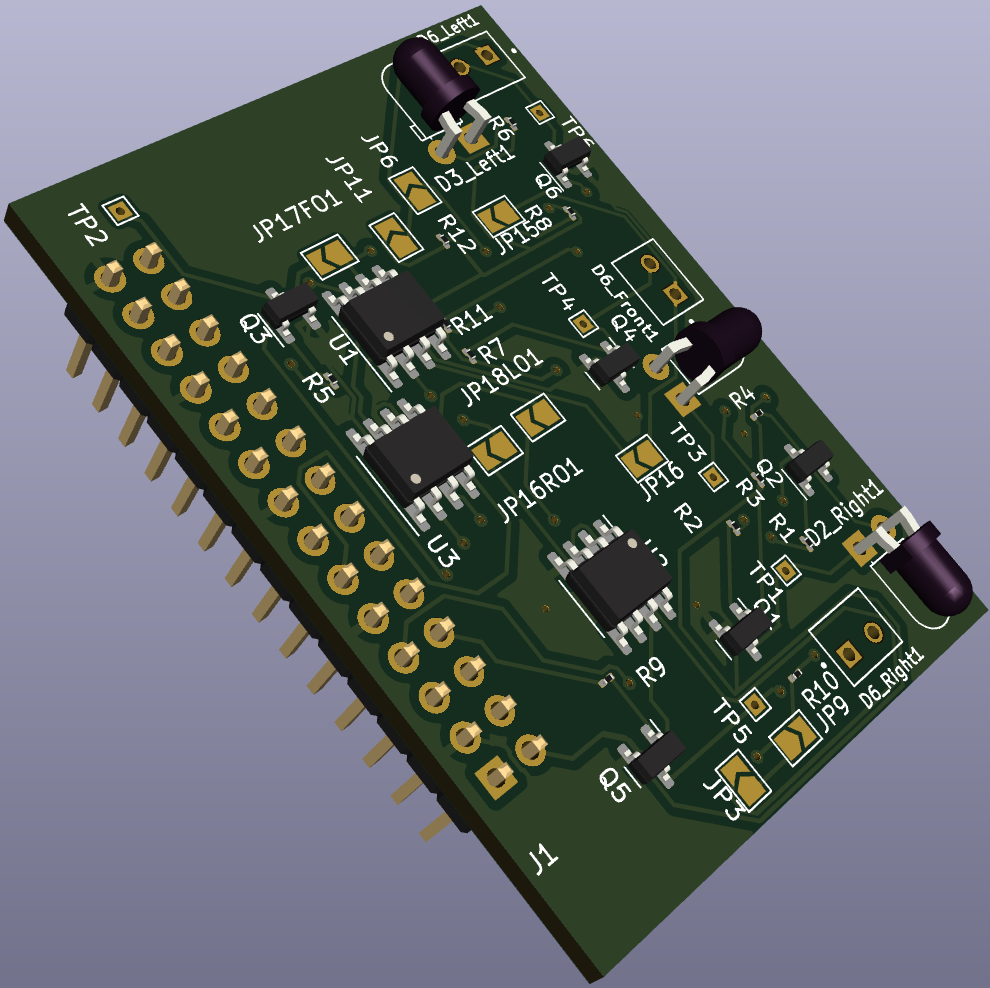 D6_Left1
R6
TP6
JP6
D3_Left1
JP11
Q6
JP17F01
R12
R8
JP15
TP2
D6_Front1
TP4
Q4
Q3
R11
U1
R7
JP18L01
R5
R4
TP3
JP16
Q2
R3
JP16R01
R2
R1
D2_Right1
U3
TP1
R9
D6_Right1
R10
JP9
TP5
Q5
JP3
J1